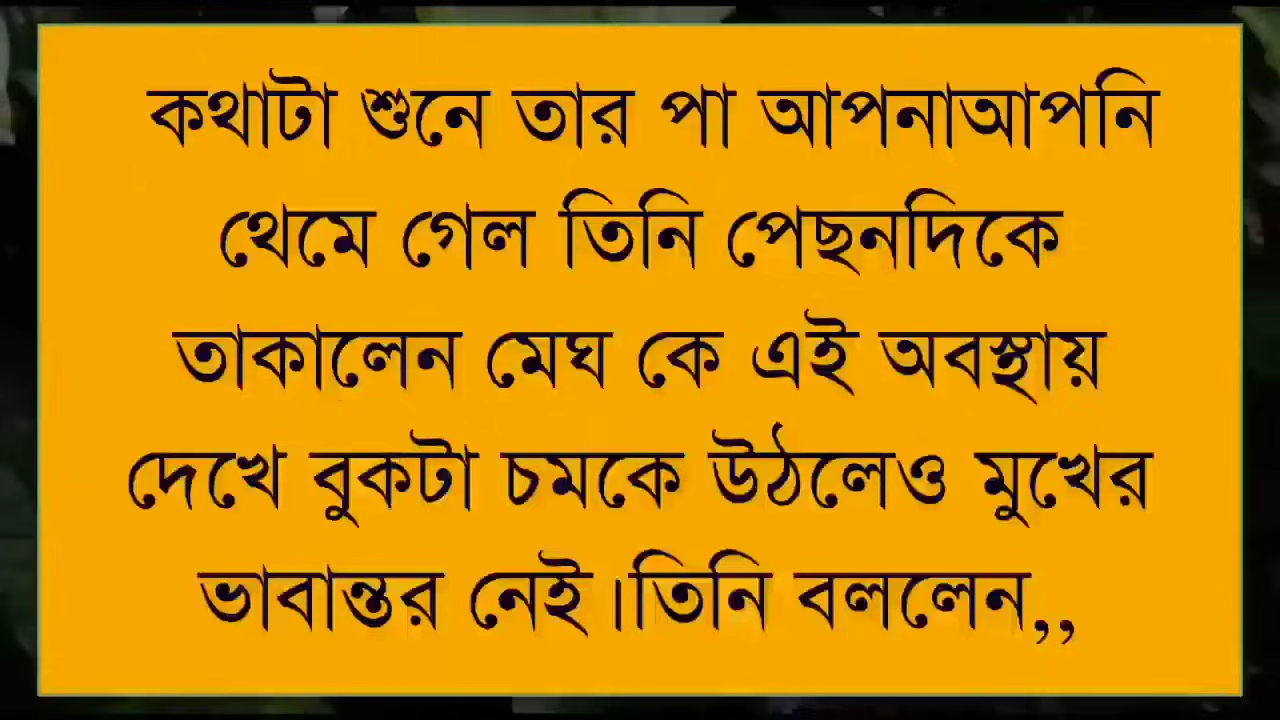 কথাটা শুনে তার পা আপনাআপনি
থেমে গেল তিনি পেছনদিকে
তাকালেন মেঘ কে এই অবস্থায়
দেখে বুকটা চমকে উঠলেও মুখের
ভাবান্তর নেই।তিনি বললেন,,